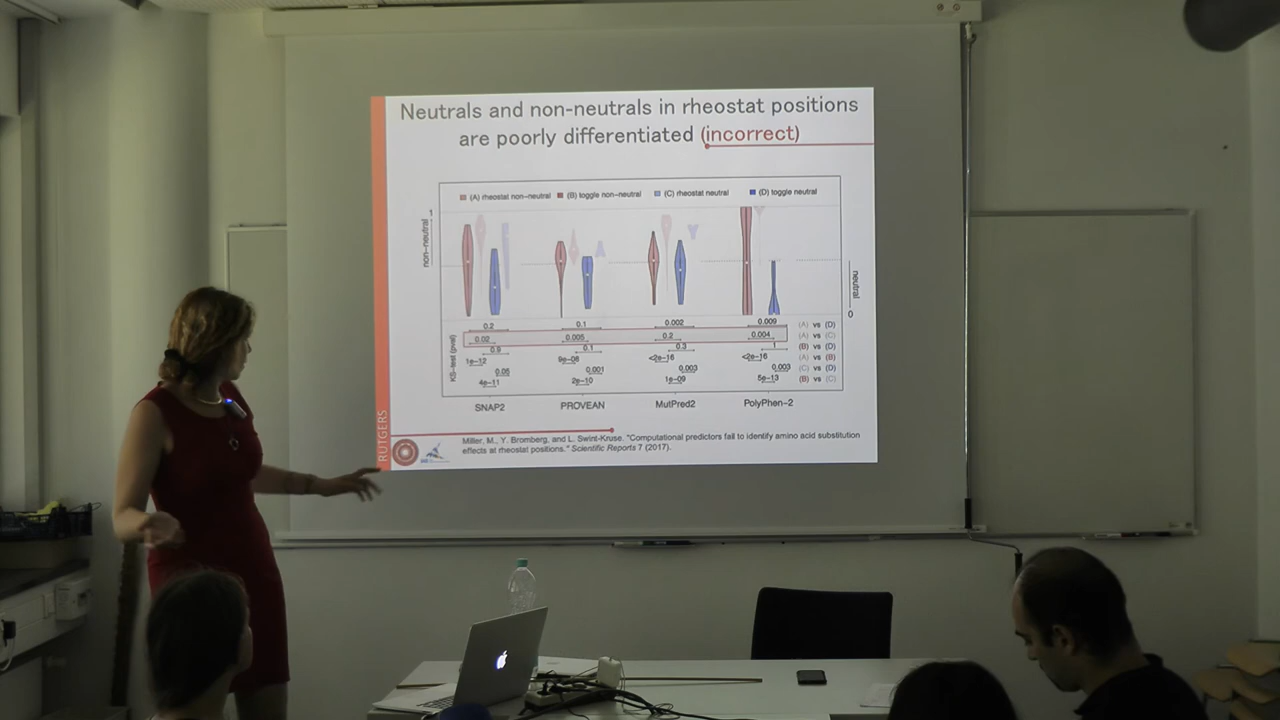 Neutrals and non-neutrals in rheostat positions
are poorly differentiated (incorrect)
(A) rheostat non-neutral (B) toggle non-neutral (C) rheostat neutral (D) toggle neutral
non-neutral
neutral
0
KS-test (pval)
0.2 0.1 0.002 0.009 (A) vs (D)
0.02 0.005 0.2 0.004 (A) vs (C)
0.9 0.1 0.3 1 (B) vs (D)
1e-12 9e-08 <2e-16 <2e-16 (A) vs (B)
0.05 0.001 0.003 0.003 (C) vs (D)
4e-11 2e-10 1e-09 5e-13 (B) vs (C)
SNAP2 PROVEAN MutPred2 PolyPhen-2
RUTGERS
Miller, M., Y. Bromberg, and L. Swint-Kruse. "Computational predictors fail to identify amino acid substitution
effects at rheostat positions." Scientific Reports 7 (2017).